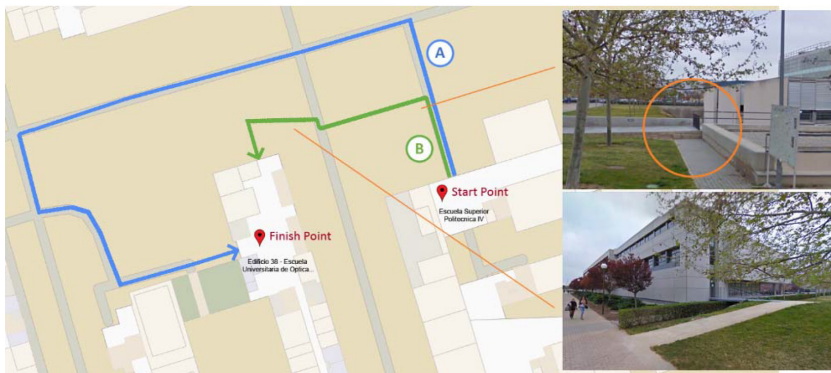 A
B
Start Point
Escuela Superior
Politecnica IV
Finish Point
Edificio 38 - Escuela
Universitaria de Optica...